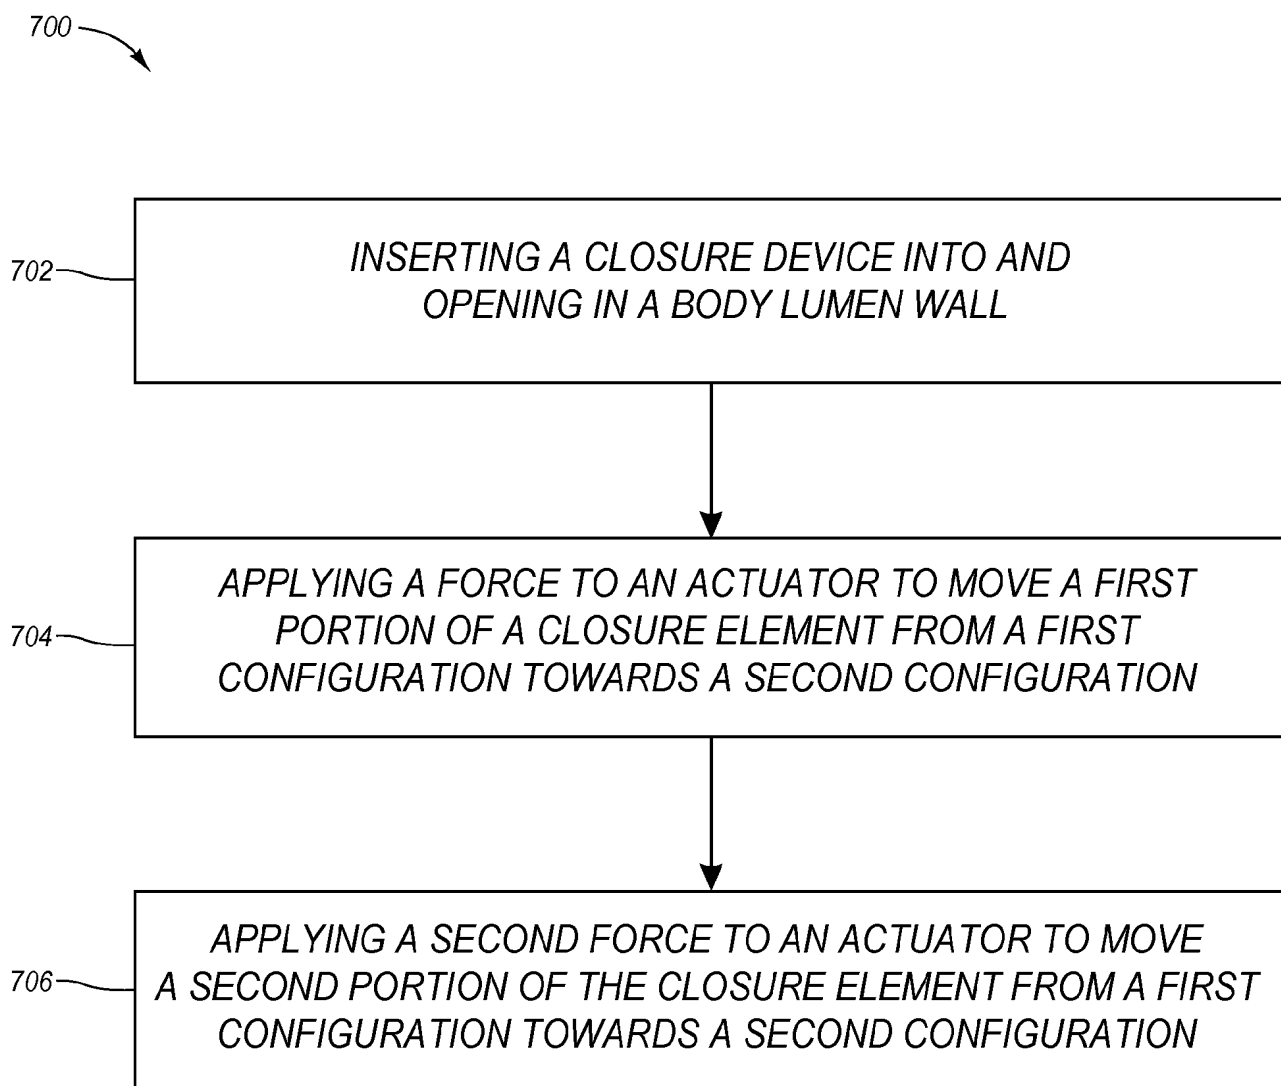 700
702
INSERTING A CLOSURE DEVICE INTO AND
OPENING IN A BODY LUMEN WALL
704
APPLYING A FORCE TO AN ACTUATOR TO MOVE A FIRST
PORTION OF A CLOSURE ELEMENT FROM A FIRST
CONFIGURATION TOWARDS A SECOND CONFIGURATION
706
APPLYING A SECOND FORCE TO AN ACTUATOR TO MOVE
A SECOND PORTION OF THE CLOSURE ELEMENT FROM A FIRST
CONFIGURATION TOWARDS A SECOND CONFIGURATION